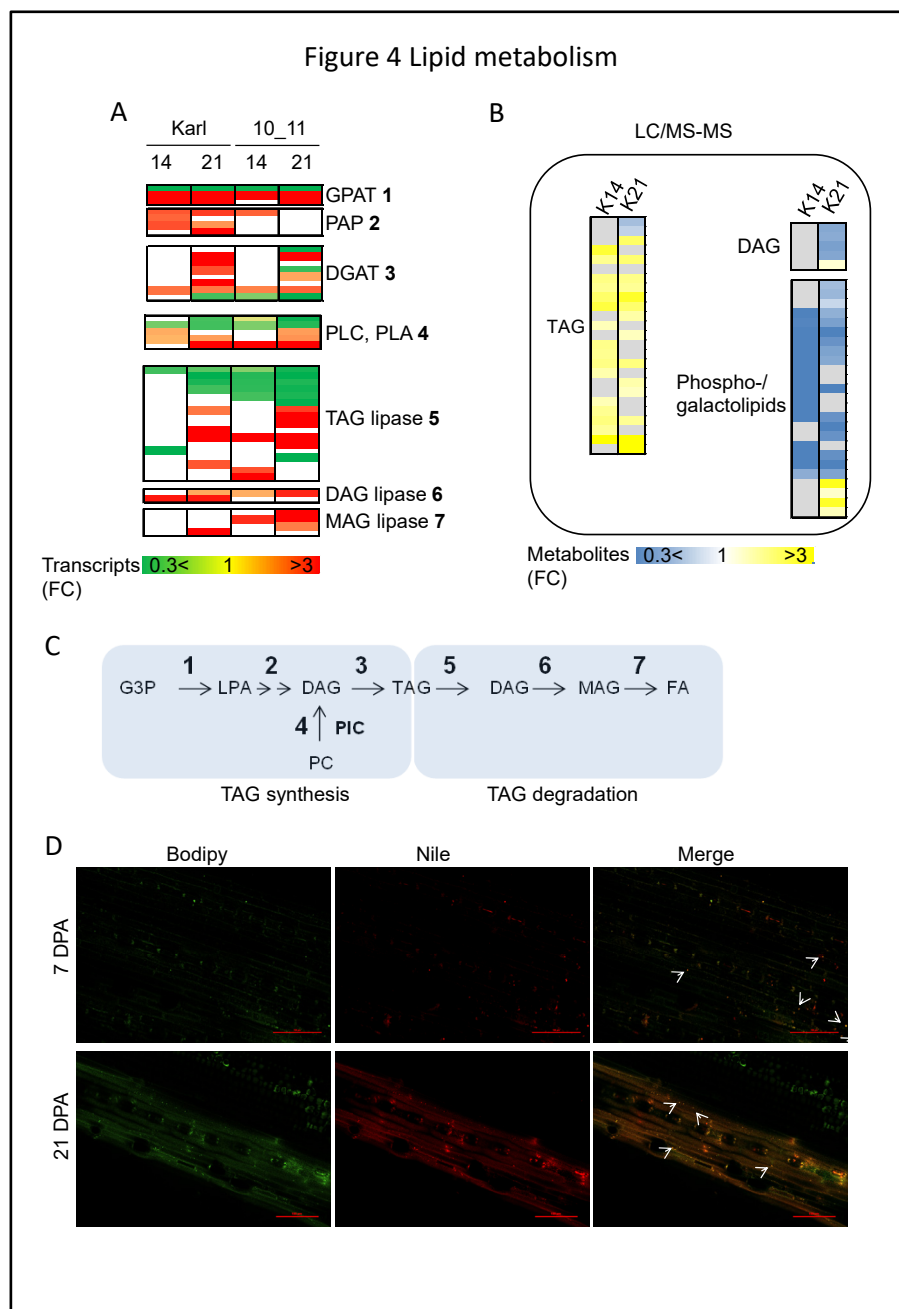 Figure 4 Lipid metabolism
A
Karl 10_11
14 21 14 21
GPAT 1
PAP 2
DGAT 3
PLC, PLA 4
TAG lipase 5
DAG lipase 6
MAG lipase 7
Transcripts (FC)
0.3< 1 >3
B
LC/MS-MS
K14 K21
TAG
K14 K21
DAG
Phospho-/
galactolipids
Metabolites (FC)
0.3< 1 >3
C
1 2 3 5 6 7
G3P LPA DAG TAG DAG MAG FA
4 PIC
PC
TAG synthesis TAG degradation
D
Bodipy Nile Merge
7 DPA
21 DPA